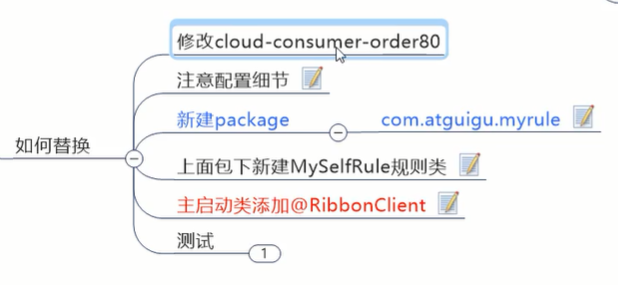 修改cloud-consumer-order80
注意配置细节
新建package
com.atguigu.myrule
如何替换
上面包下新建MySelfRule规则类
主启动类添加@RibbonClient
测试
1